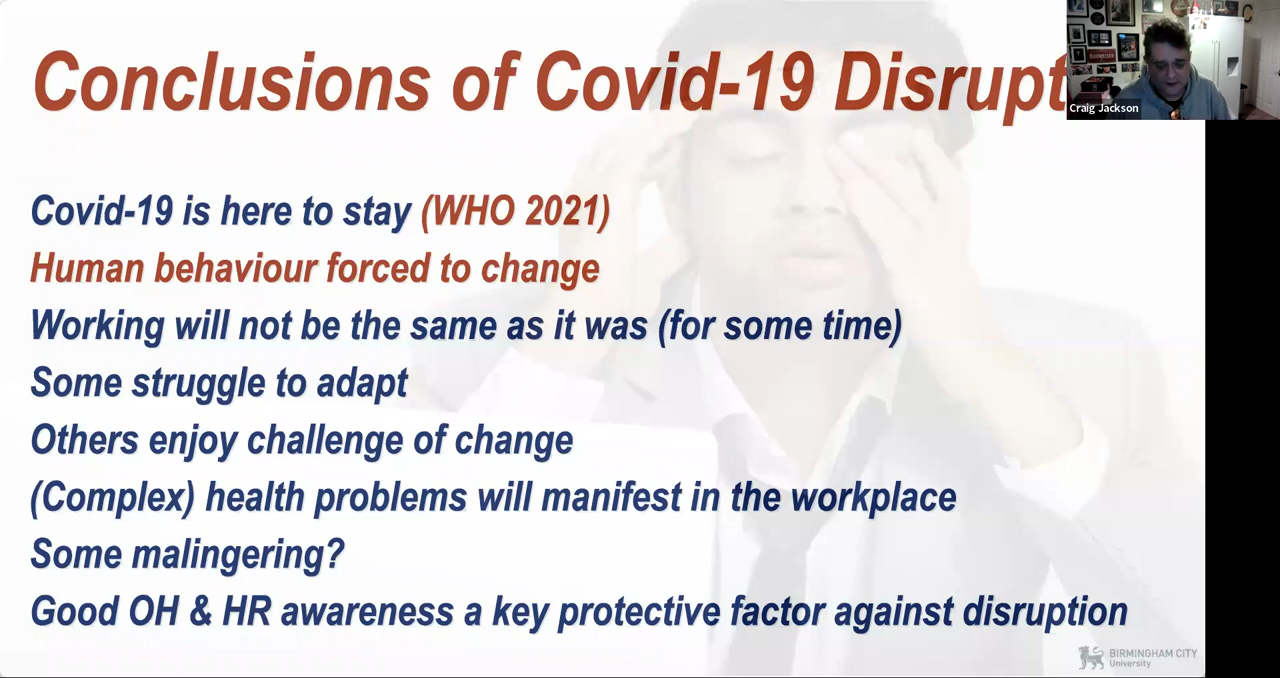 Conclusions of Covid-19 Disrupt
Craig Jackson
Covid-19 is here to stay (WHO 2021)
Human behaviour forced to change
Working will not be the same as it was (for some time)
Some struggle to adapt
Others enjoy challenge of change
(Complex) health problems will manifest in the workplace
Some malingering?
Good OH & HR awareness a key protective factor against disruption
BIRMINGHAM CITY
University